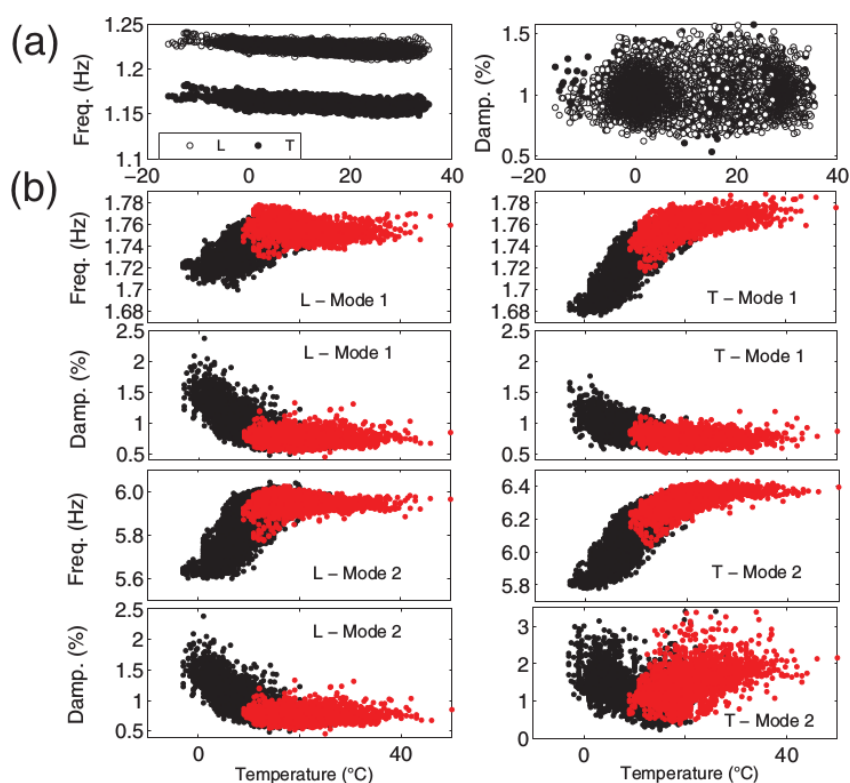 (a)
1.25
1.2
1.15
1.1
Freq. (Hz)
L T
−20 0 20 40
1.5
1
0.5
Damp. (%)
−20 0 20 40
(b)
1.78
1.76
1.74
1.72
1.7
1.68
Freq. (Hz)
L − Mode 1
1.78
1.76
1.74
1.72
1.7
1.68
T − Mode 1
2.5
2
1.5
1
0.5
Damp. (%)
L − Mode 1
2.5
2
1.5
1
0.5
T − Mode 1
6.0
5.8
5.6
Freq. (Hz)
L − Mode 2
6.4
6.2
6.0
5.8
T − Mode 2
2.5
2
1.5
1
0.5
Damp. (%)
L − Mode 2
0 20 40
Temperature (°C)
3
2
1
0
T − Mode 2
0 20 40
Temperature (°C)